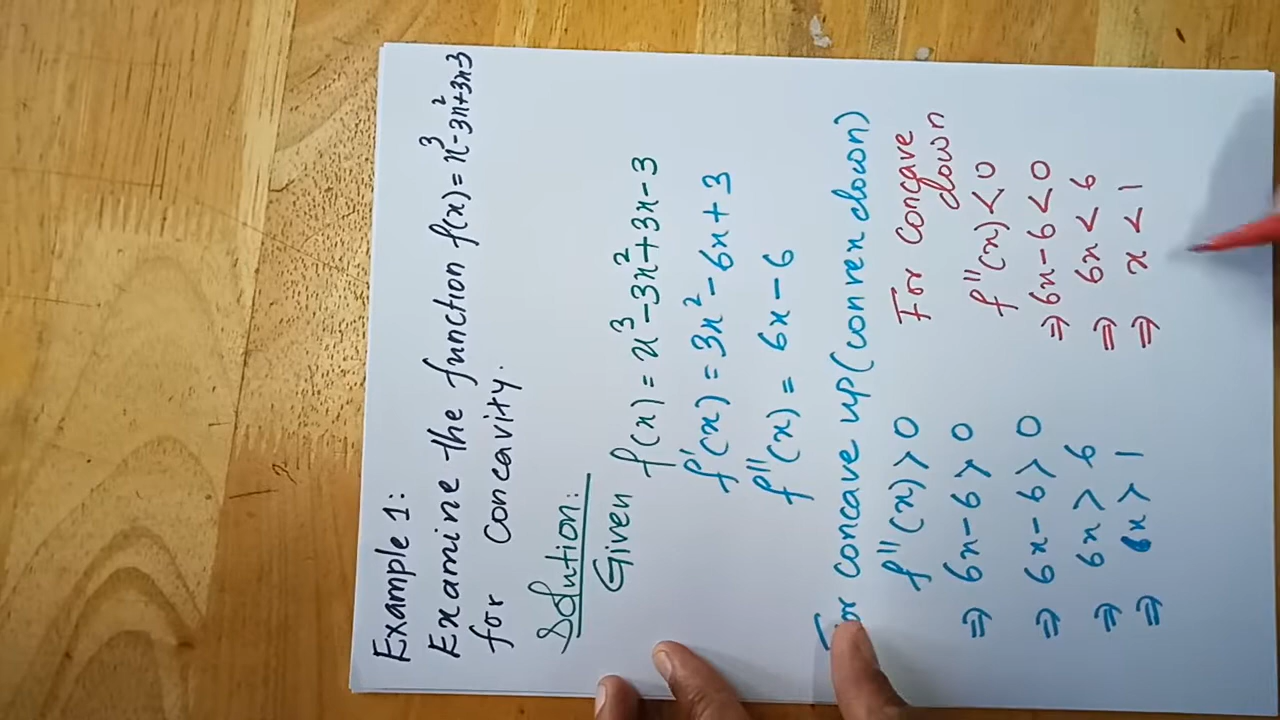 Example 1:
Examine the function f(x) = x³-3x²+3x-3
for concavity.
Solution:
Given f(x) = x³-3x²+3x-3
f'(x) = 3x²-6x+3
f''(x) = 6x-6
For concave up (convex down)
f''(x) > 0
⇒ 6x-6 > 0
⇒ 6x-6 > 0
⇒ 6x > 6
⇒ 6x > 1
For concave
down
f''(x) < 0
⇒ 6x-6 < 0
⇒ 6x < 6
⇒ x < 1